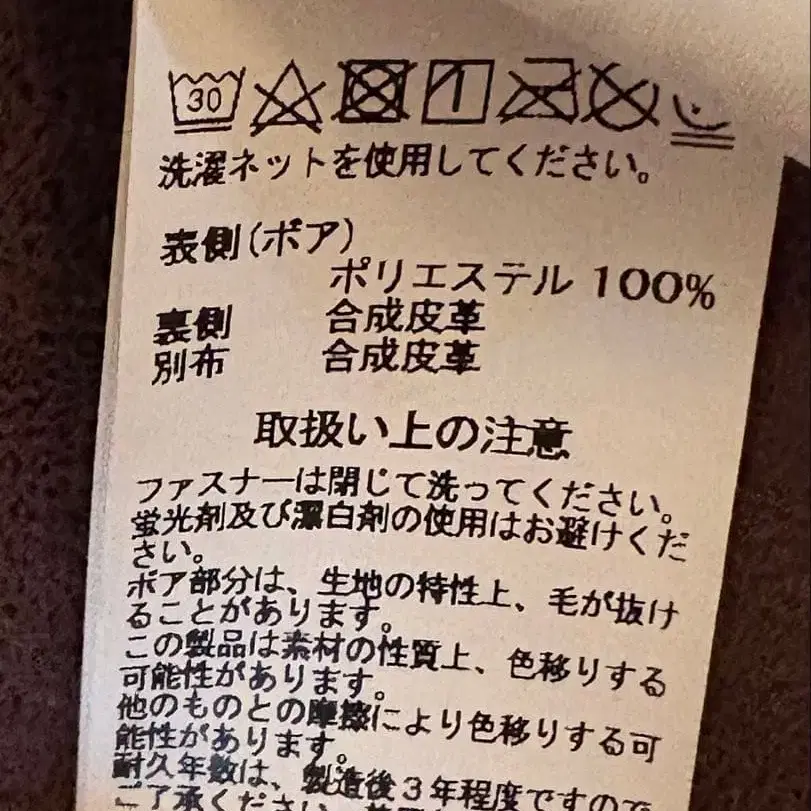 30
洗濯ネットを使用してください。
表側(ボア)
ポリエステル 100%
裏側 合成皮革
別布 合成皮革
取扱い上の注意
ファスナーは閉じて洗ってください。
蛍光剤及び漂白剤の使用はお避けくだ
さい。
ボア部分は、生地の特性上、毛が抜け
ることがあります。
この製品は素材の性質上、色移りする
可能性があります。
他のものとの摩擦により色移りする可
能性があります。
耐久年数は、製造後3年程度ですので
ご了承ください